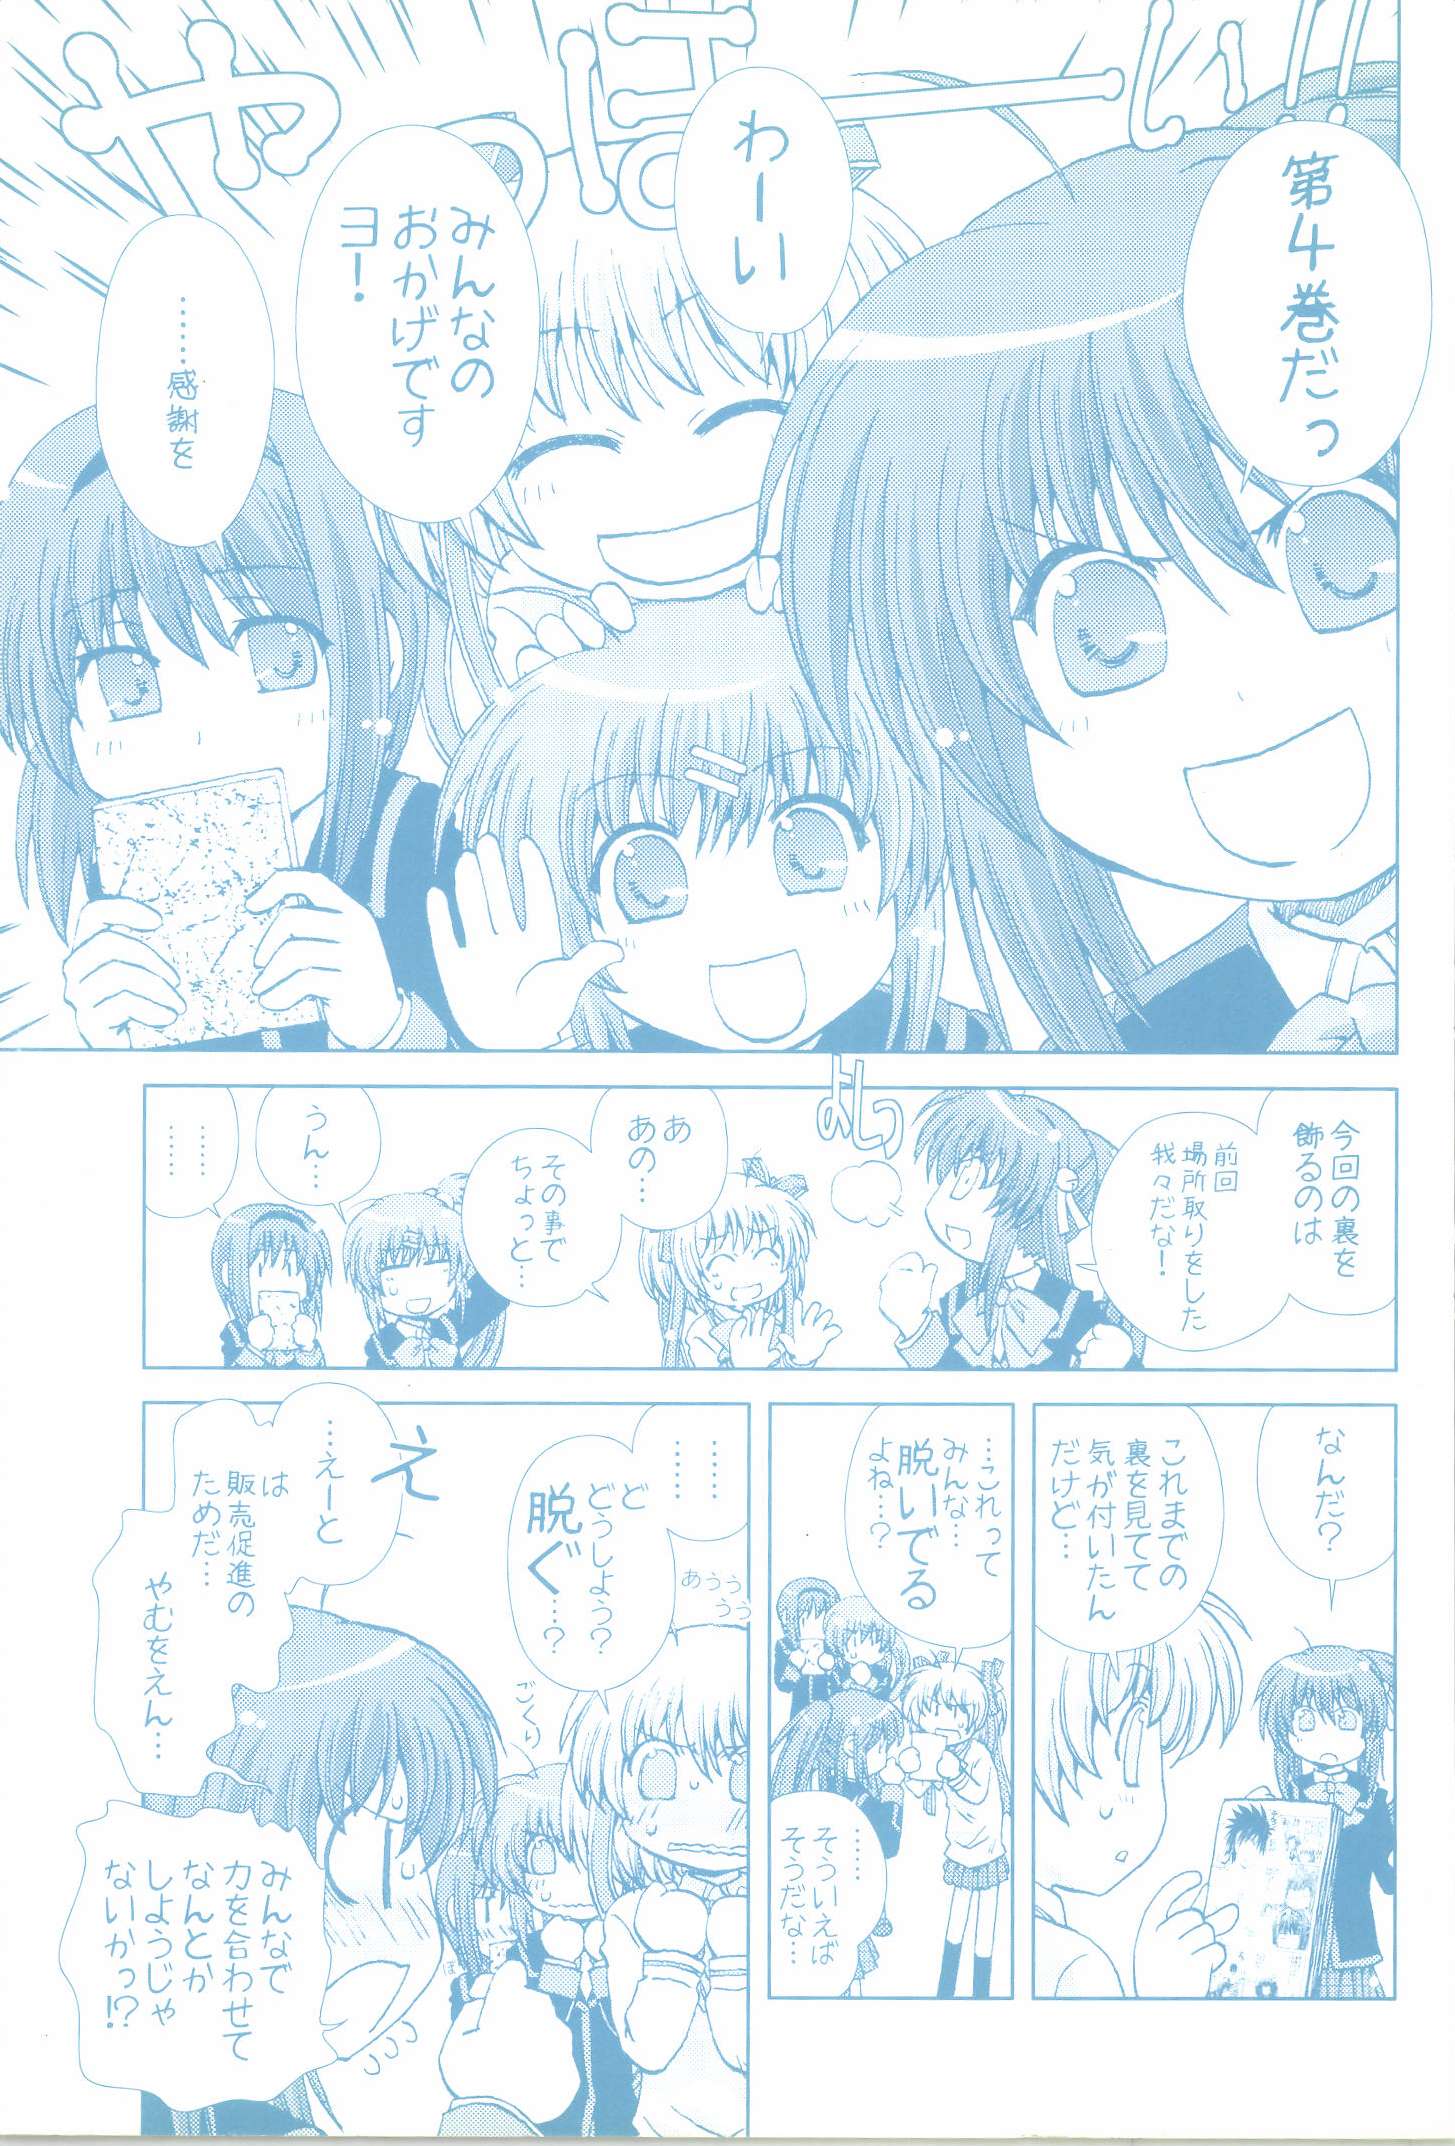 やっほーい!!!
第4巻だっ
わーい
みんなの
おかげです
ヨー!
……感謝を
今回の裏を
飾るのは
前回
場所取りをした
我々だな!
よしっ
あ
あの…
その事で
ちょっと…
うん…
……
……
なんだ?
これまでの
裏を見てて
気が付いたん
だけど…
…これって
みんな…
脱いでる
よね…?
……
そういえば
そうだな…
……
……
あううううう
ど
どうしよう?
脱ぐ…?
ごくり
え
…えーと
は
販売促進の
ためだ…
やむをえん…
みんなで
力を合わせて
なんとか
しようじゃ
ないかっ!?